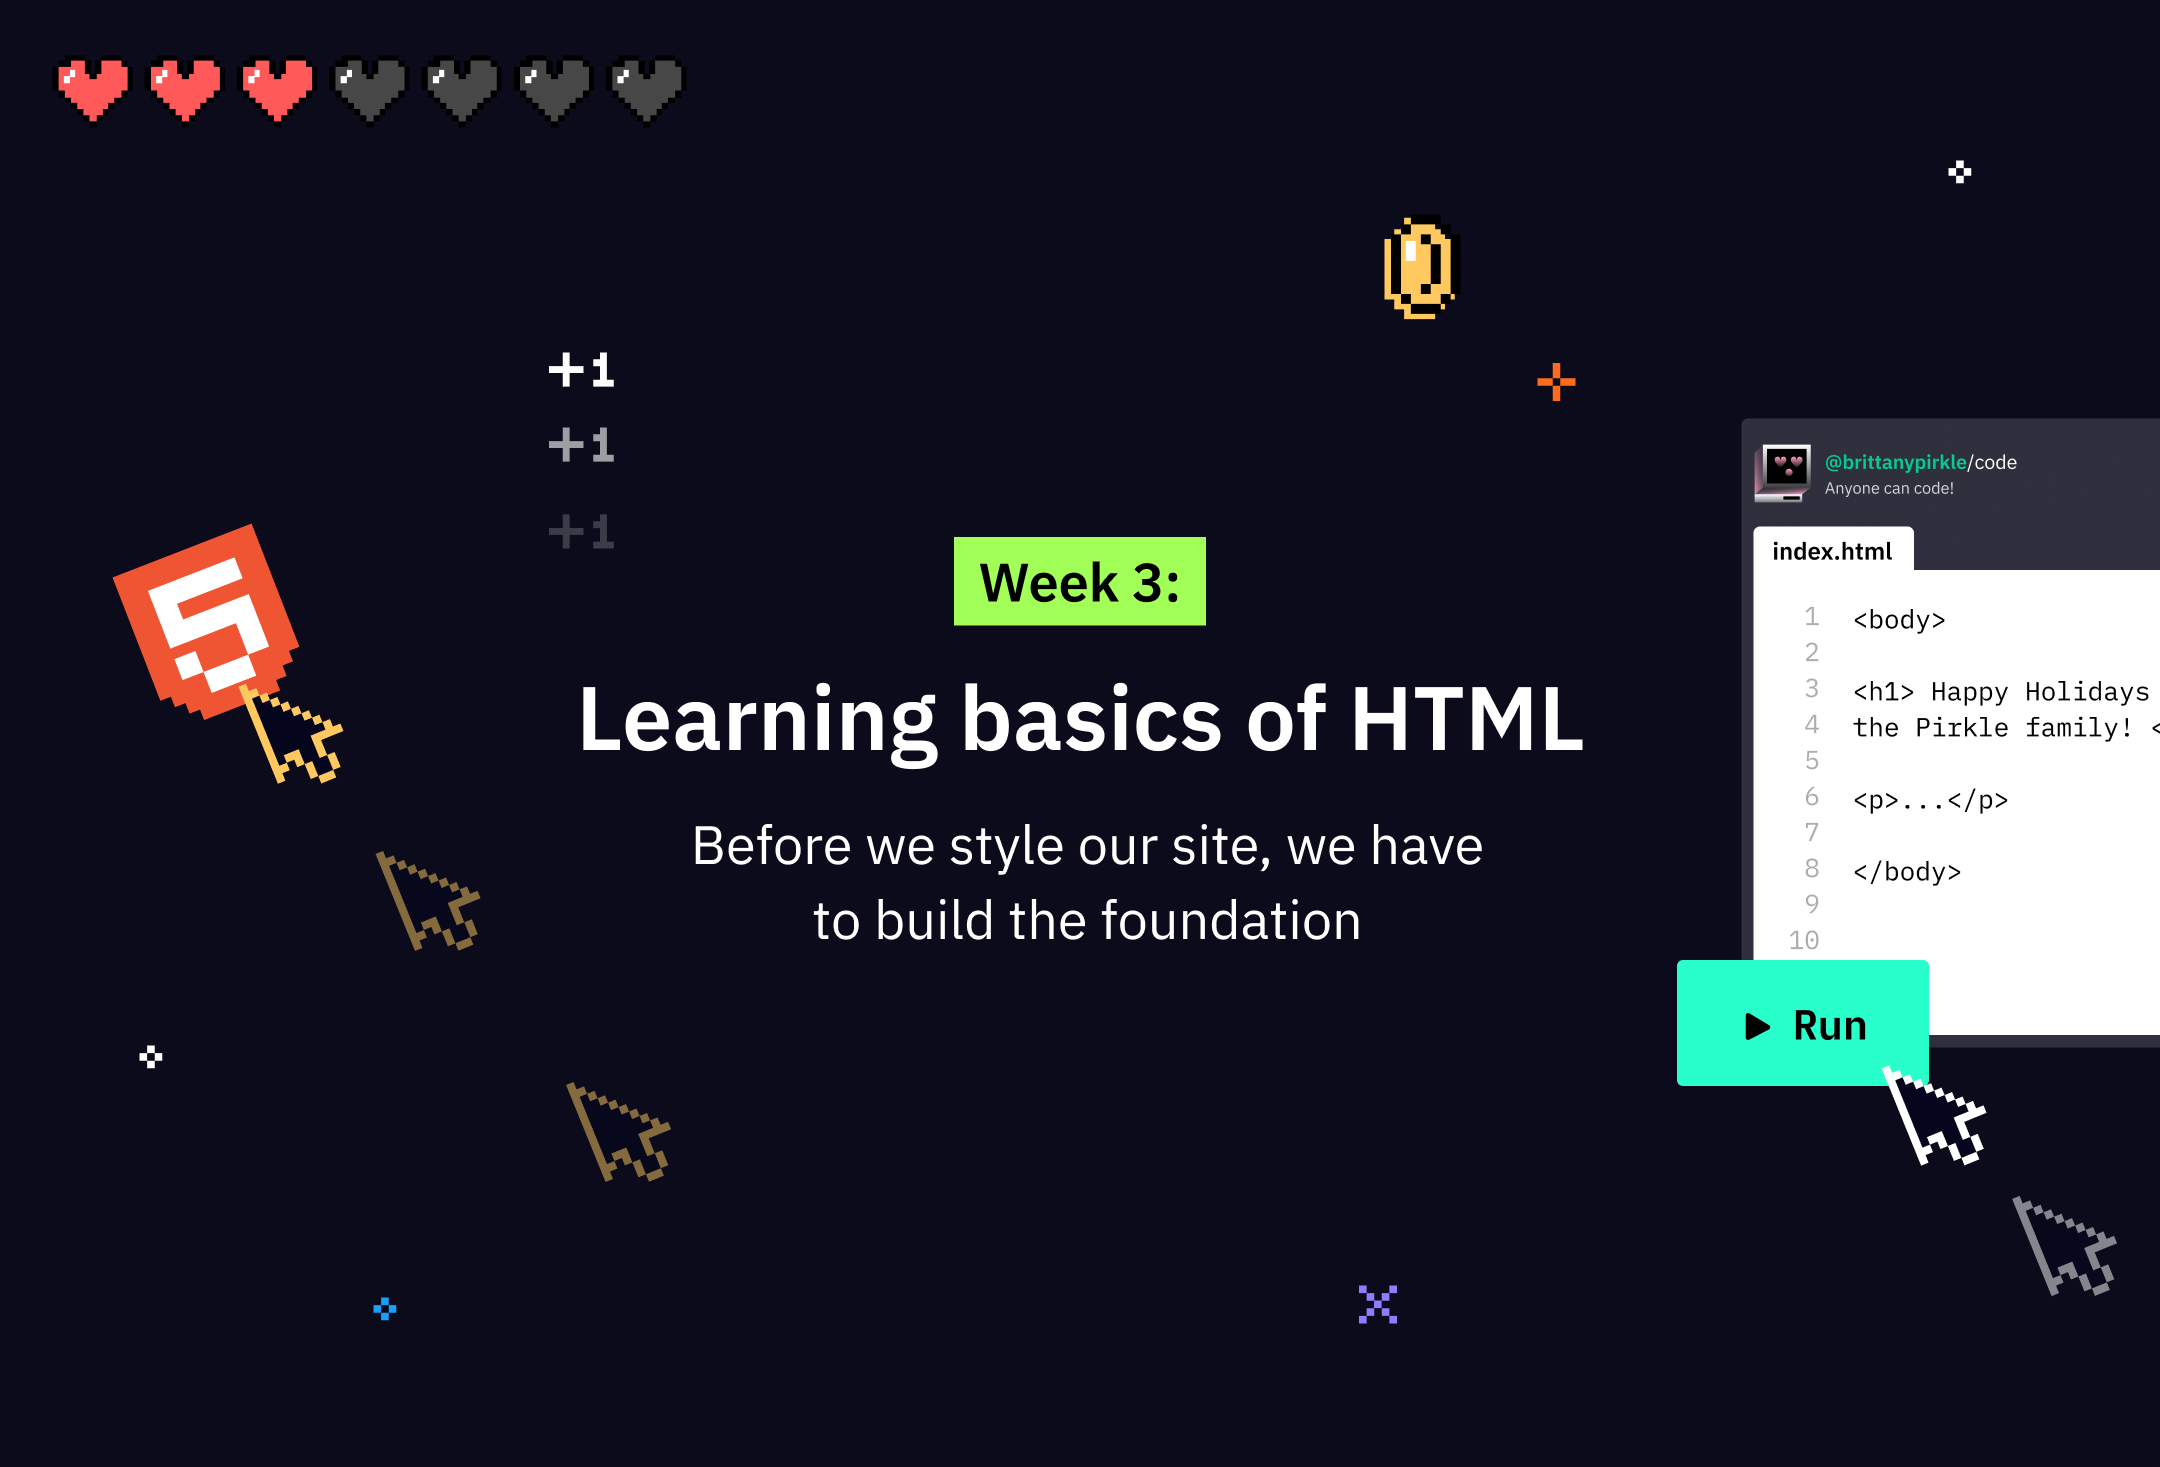 +1
+1
+1
Week 3:
Learning basics of HTML
Before we style our site, we have
to build the foundation
@brittanypirkle/code
Anyone can code!
index.html
1 <body>
2
3 <h1> Happy Holidays
4 the Pirkle family! <
5
6 <p>...</p>
7
8 </body>
9
10
Run